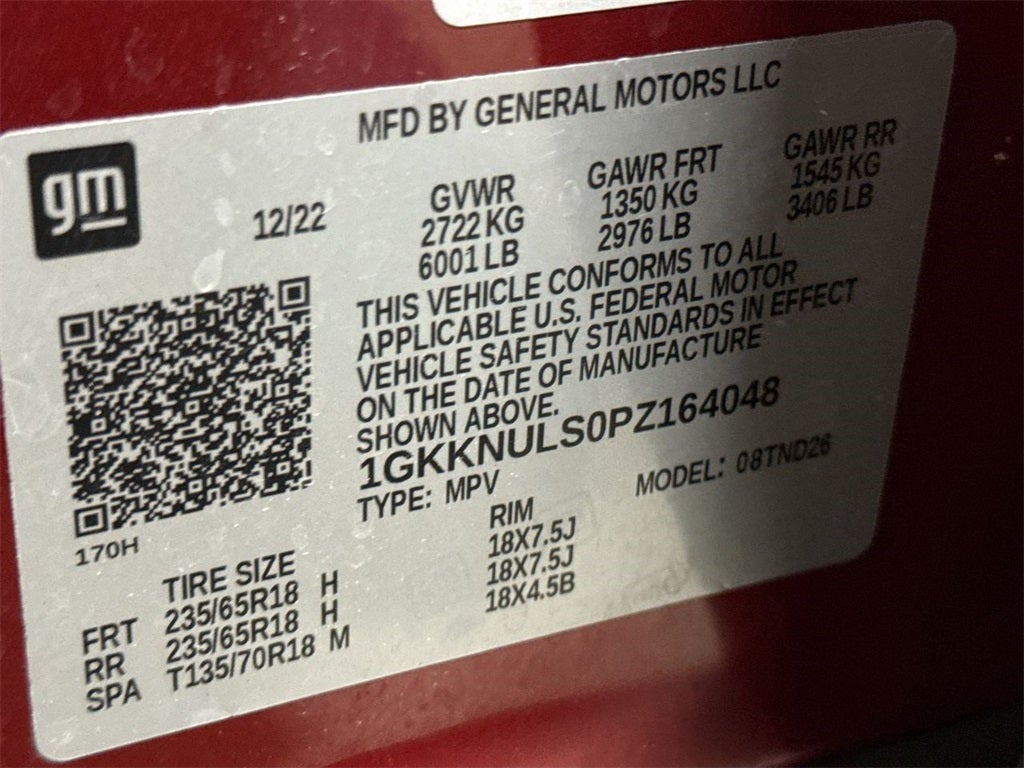 MFD BY GENERAL MOTORS LLC
gm
12/22
GVWR GAWR FRT GAWR RR
2722 KG 1350 KG 1545 KG
6001 LB 2976 LB 3406 LB
THIS VEHICLE CONFORMS TO ALL
APPLICABLE U.S. FEDERAL MOTOR
VEHICLE SAFETY STANDARDS IN EFFECT
ON THE DATE OF MANUFACTURE
SHOWN ABOVE.
1GKKNULS0PZ164048
TYPE: MPV MODEL: 08TND26
170H
TIRE SIZE RIM
FRT 235/65R18 H 18X7.5J
RR 235/65R18 H 18X7.5J
SPA T135/70R18 M 18X4.5B